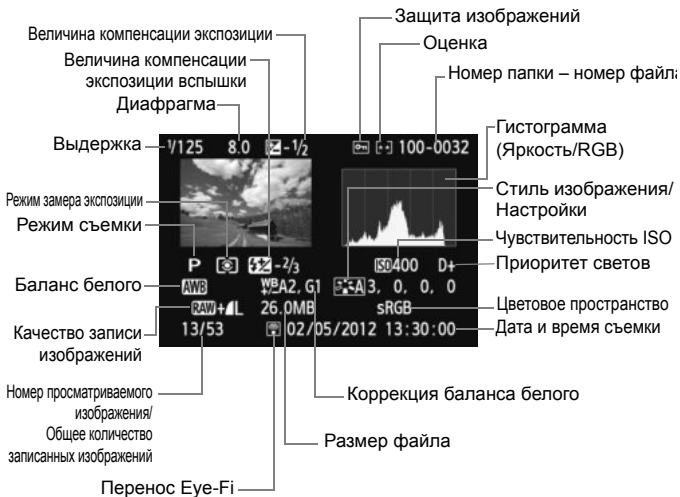 Защита изображений
Величина компенсации экспозиции
Оценка
Величина компенсации
экспозиции вспышки
Номер папки – номер файла
Диафрагма
Выдержка
1/125 8.0 -1/2 100-0032
Гистограмма
(Яркость/RGB)
Режим замера экспозиции
Стиль изображения/
Настройки
Режим съемки
Чувствительность ISO
P -2/3 ISO 400 D+
Приоритет светов
Баланс белого
AWB WB A2, G1 A 3, 0, 0, 0
RAW+L 26.0MB sRGB
Цветовое пространство
Качество записи
изображений
13/53 02/05/2012 13:30:00
Дата и время съемки
Номер просматриваемого
изображения/
Общее количество
записанных изображений
Коррекция баланса белого
Размер файла
Перенос Eye-Fi